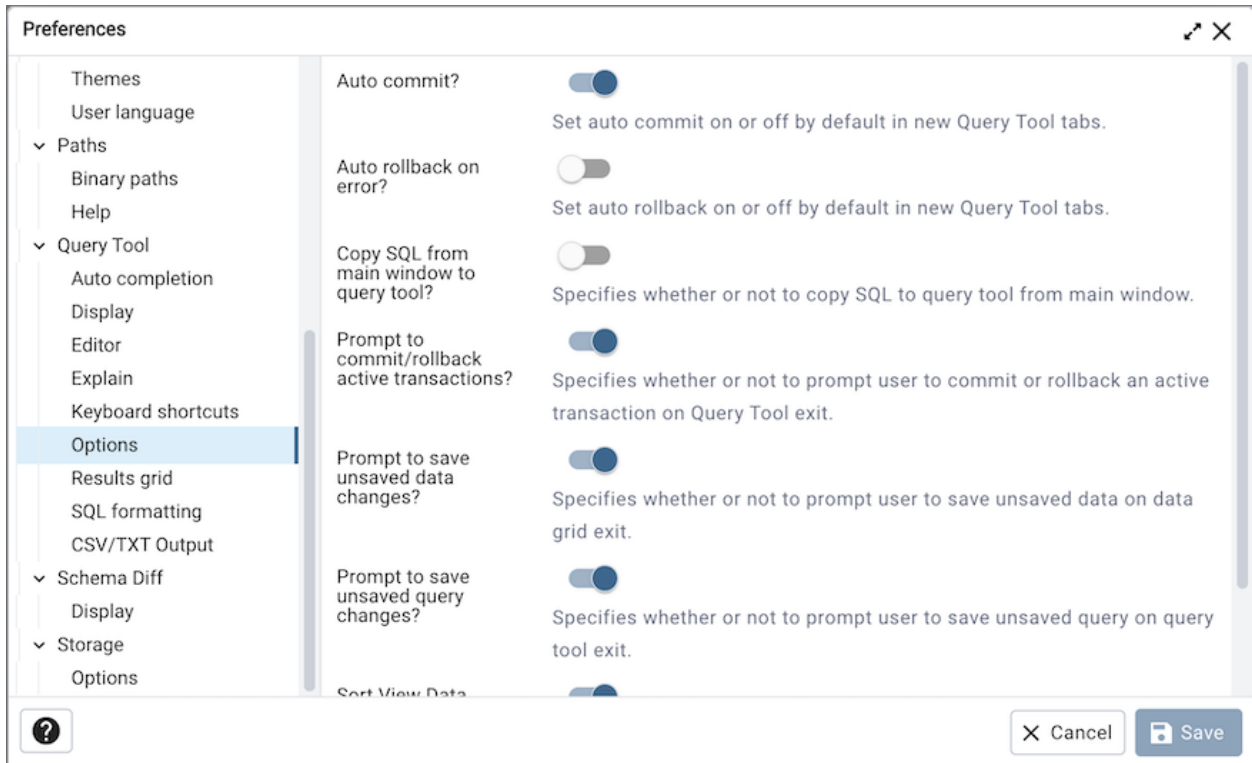 Preferences
Themes
User language
Paths
Binary paths
Help
Query Tool
Auto completion
Display
Editor
Explain
Keyboard shortcuts
Options
Results grid
SQL formatting
CSV/TXT Output
Schema Diff
Display
Storage
Options
Auto commit?
Set auto commit on or off by default in new Query Tool tabs.
Auto rollback on
error?
Set auto rollback on or off by default in new Query Tool tabs.
Copy SQL from
main window to
query tool?
Specifies whether or not to copy SQL to query tool from main window.
Prompt to
commit/rollback
active transactions?
Specifies whether or not to prompt user to commit or rollback an active
transaction on Query Tool exit.
Prompt to save
unsaved data
changes?
Specifies whether or not to prompt user to save unsaved data on data
grid exit.
Prompt to save
unsaved query
changes?
Specifies whether or not to prompt user to save unsaved query on query
tool exit.
Sort View Data
?
Cancel
Save